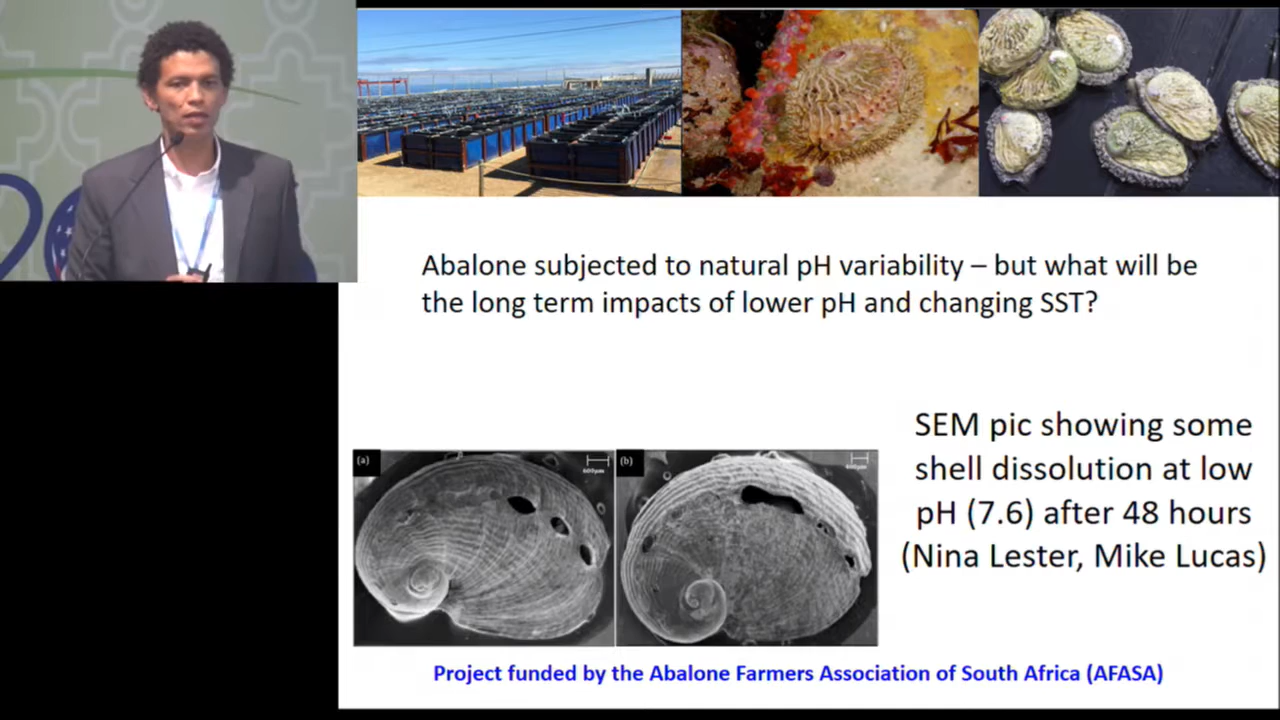 Abalone subjected to natural pH variability – but what will be
the long term impacts of lower pH and changing SST?
SEM pic showing some
shell dissolution at low
pH (7.6) after 48 hours
(Nina Lester, Mike Lucas)
(a)
600µm
(b)
Project funded by the Abalone Farmers Association of South Africa (AFASA)